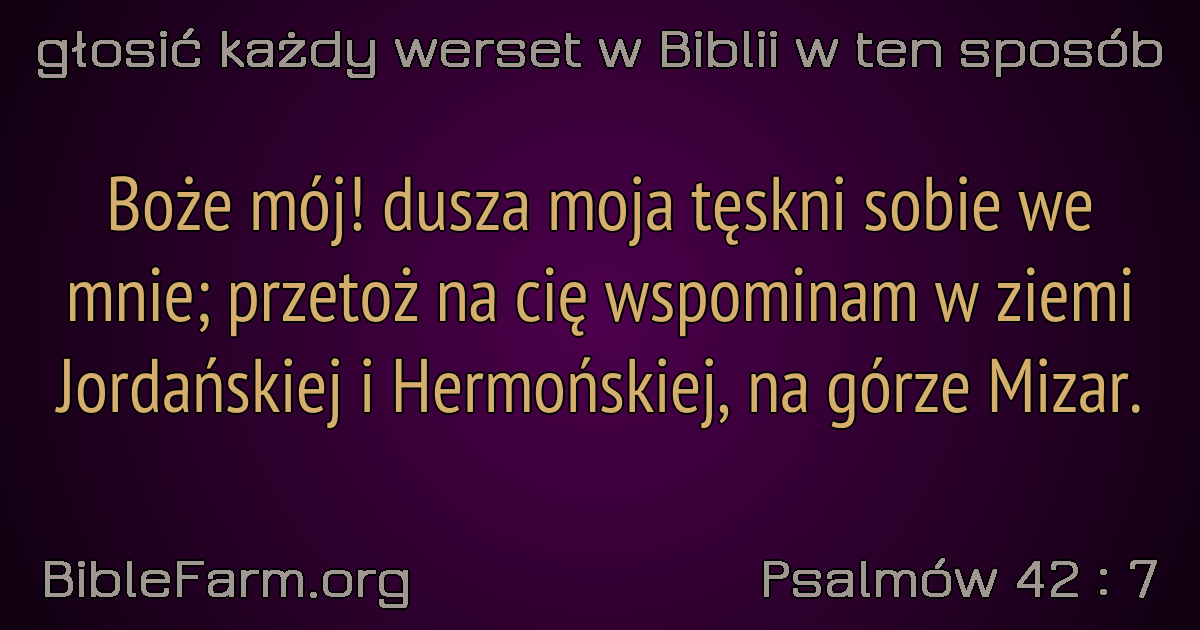 głosić każdy werset w Biblii w ten sposób
Boże mój! dusza moja tęskni sobie we
mnie; przetoż na cię wspominam w ziemi
Jordańskiej i Hermońskiej, na górze Mizar.
BibleFarm.org
Psalmów 42 : 7